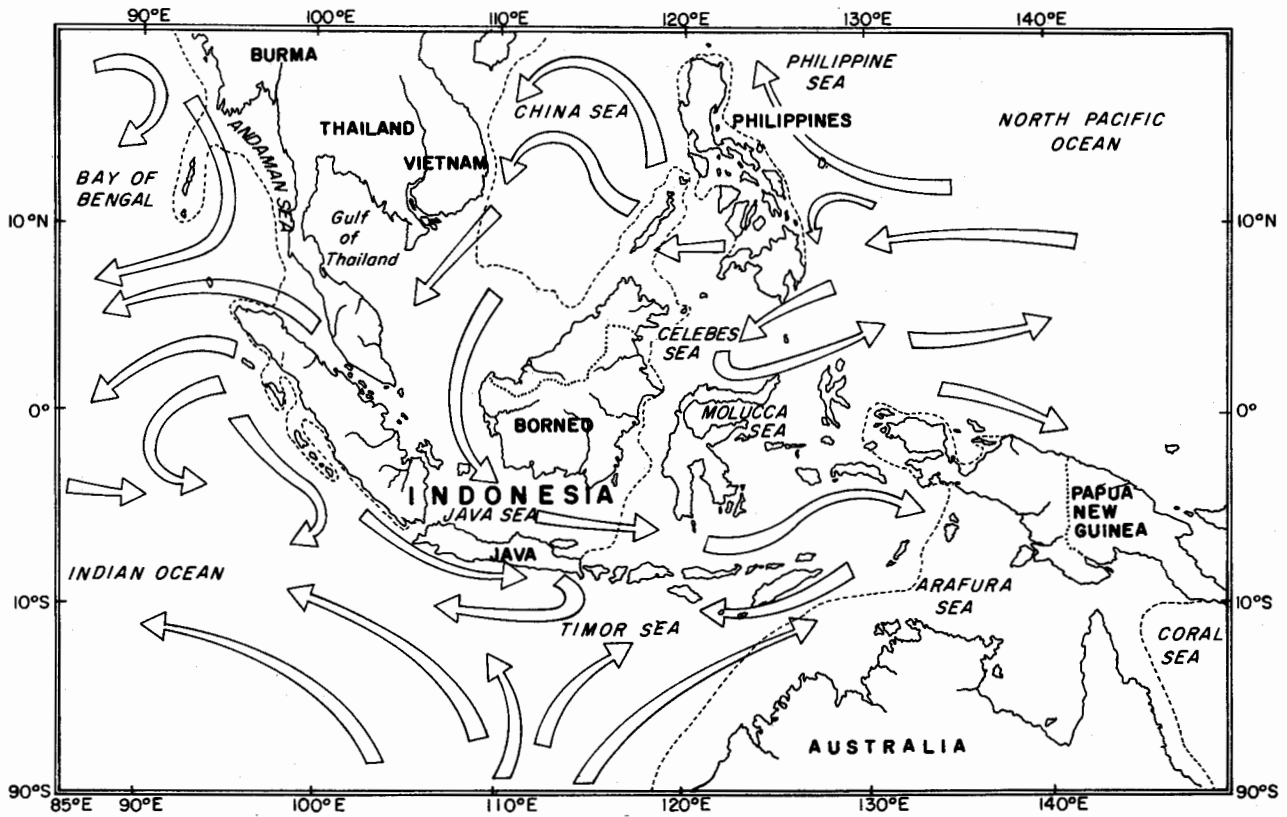 90°E 100°E 110°E 120°E 130°E 140°E
BURMA
PHILIPPINE
SEA
CHINA SEA
NORTH PACIFIC
OCEAN
THAILAND
PHILIPPINES
ANDAMAN SEA
VIETNAM
BAY OF
BENGAL
10°N
Gulf
of
Thailand
10°N
CELEBES
SEA
0°
MOLUCCA
SEA
0°
BORNEO
INDONESIA
JAVA SEA
PAPUA
NEW
GUINEA
JAVA
INDIAN OCEAN
ARAFURA
SEA
10°S
10°S
TIMOR SEA
CORAL
SEA
AUSTRALIA
90°S
90°S
85°E 90°E 100°E 110°E 120°E 130°E 140°E